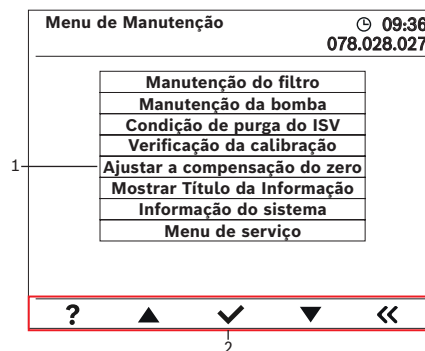 Menu de Manutenção
09:36
078.028.027
Manutenção do filtro
Manutenção da bomba
Condição de purga do ISV
Verificação da calibração
1
Ajustar a compensação do zero
Mostrar Título da Informação
Informação do sistema
Menu de serviço
?
2